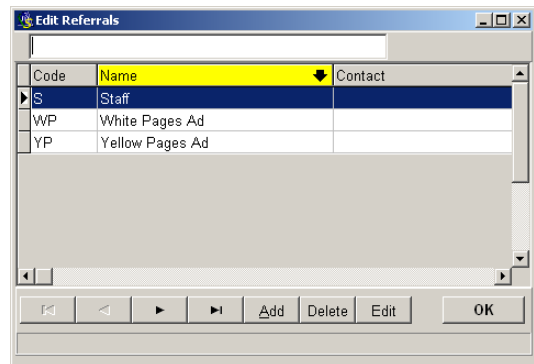 Edit Referrals
Code Name Contact
S Staff
WP White Pages Ad
YP Yellow Pages Ad
Add Delete Edit OK